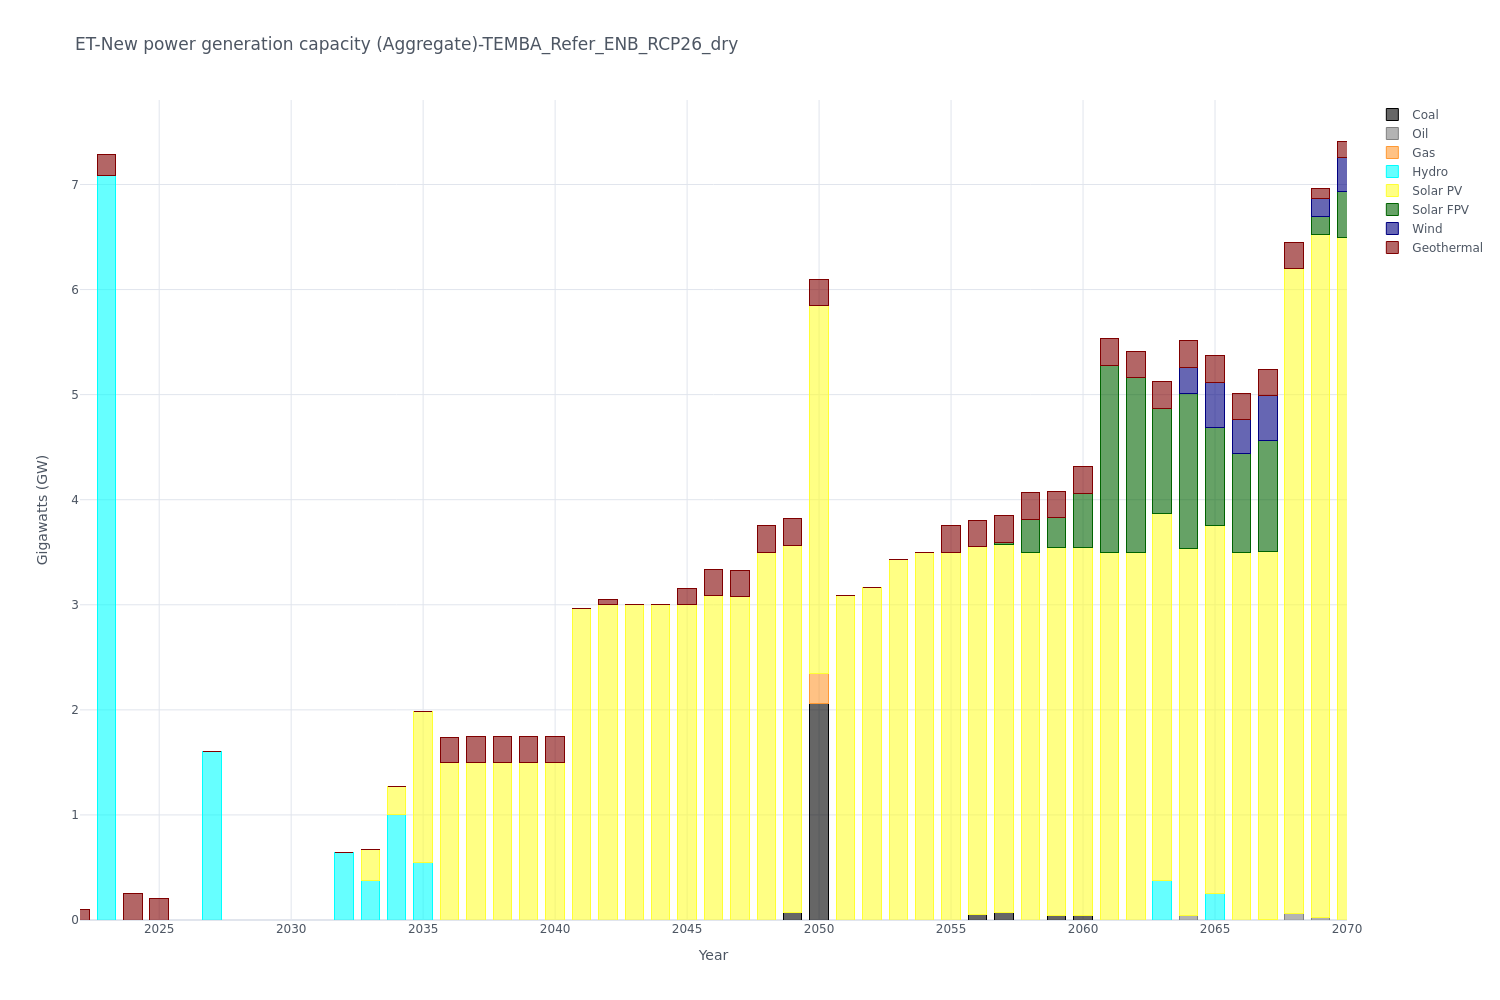 ET-New power generation capacity (Aggregate)-TEMBA_Refer_ENB_RCP26_dry
Coal
Oil
Gas
Hydro
Solar PV
Solar FPV
Wind
Geothermal
7
6
5
4
3
2
1
0
Gigawatts (GW)
2025
2030
2035
2040
2045
2050
2055
2060
2065
2070
Year